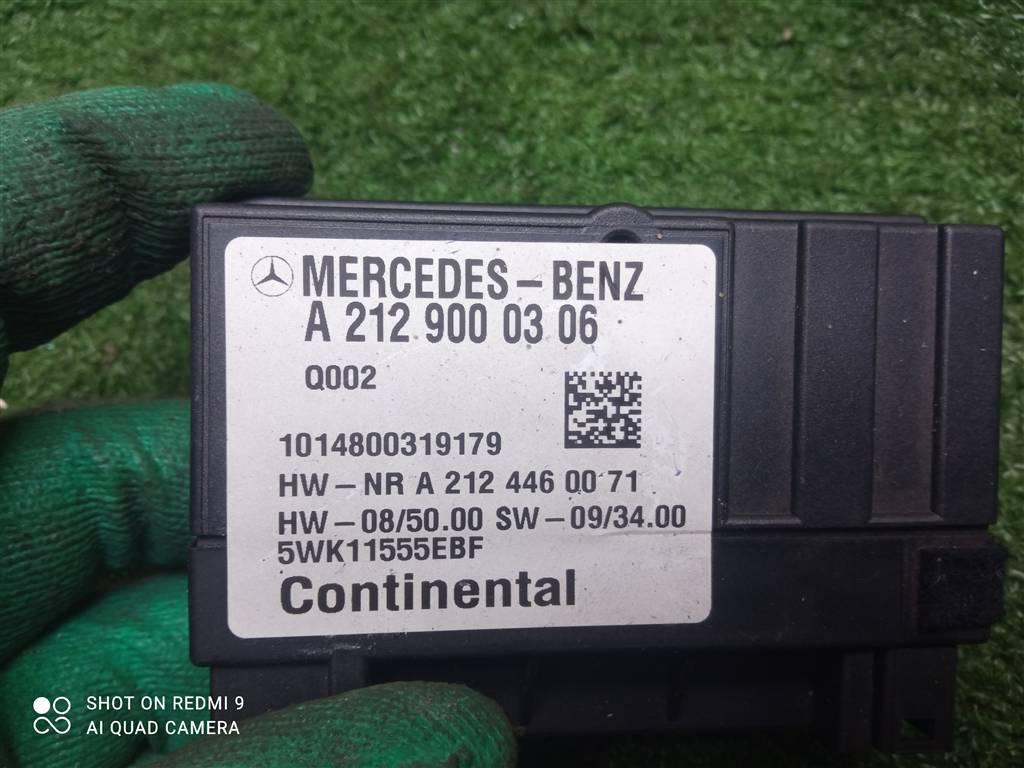 MERCEDES-BENZ
A 212 900 03 06
Q002
1014800319179
HW-NR A 212 446 00 71
HW-08/50.00 SW-09/34.00
5WK11555EBF
Continental
SHOT ON REDMI 9
AI QUAD CAMERA